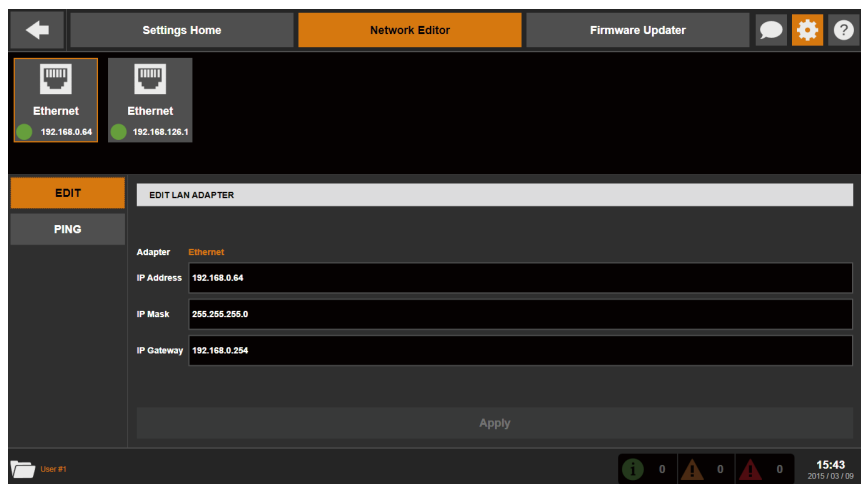 Settings Home
Network Editor
Firmware Updater
?
Ethernet
192.168.0.64
Ethernet
192.168.126.1
EDIT
PING
EDIT LAN ADAPTER
Adapter Ethernet
IP Address 192.168.0.64
IP Mask 255.255.255.0
IP Gateway 192.168.0.254
Apply
User #1
i 0 0 0
15:43
2015 / 03 / 09